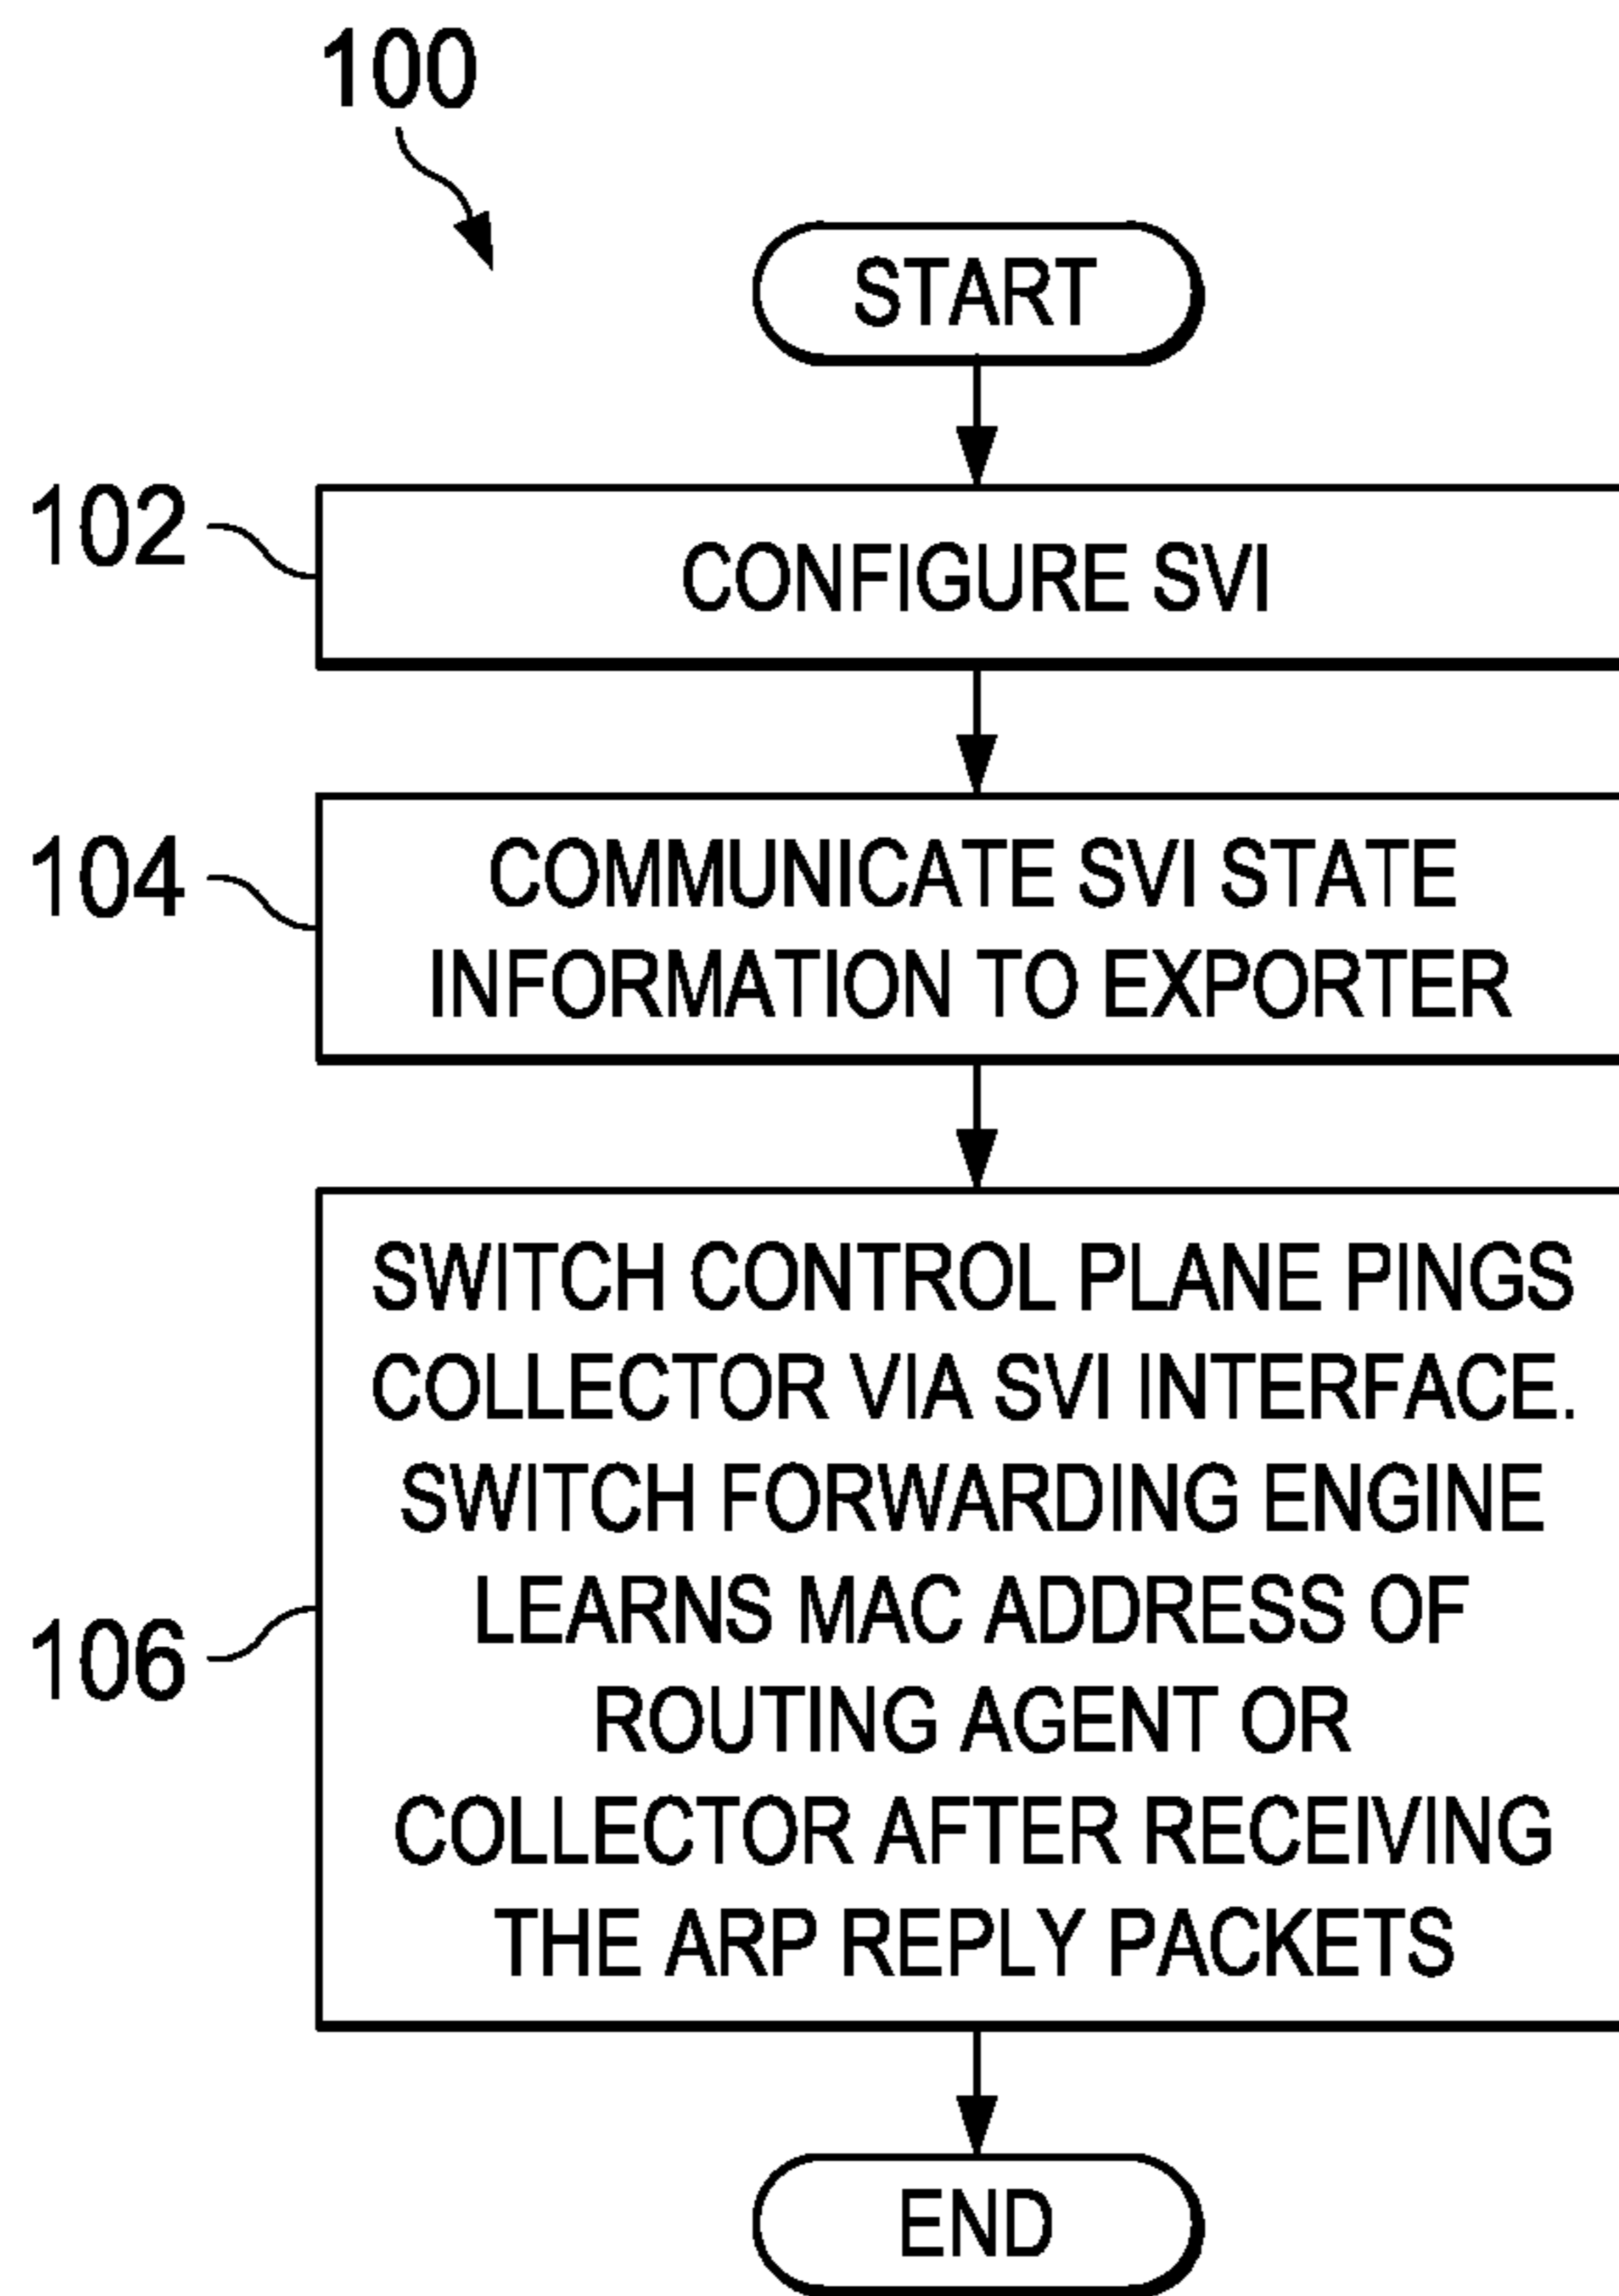 100
START
102
CONFIGURE SVI
104
COMMUNICATE SVI STATE
INFORMATION TO EXPORTER
106
SWITCH CONTROL PLANE PINGS
COLLECTOR VIA SVI INTERFACE.
SWITCH FORWARDING ENGINE
LEARNS MAC ADDRESS OF
ROUTING AGENT OR
COLLECTOR AFTER RECEIVING
THE ARP REPLY PACKETS
END